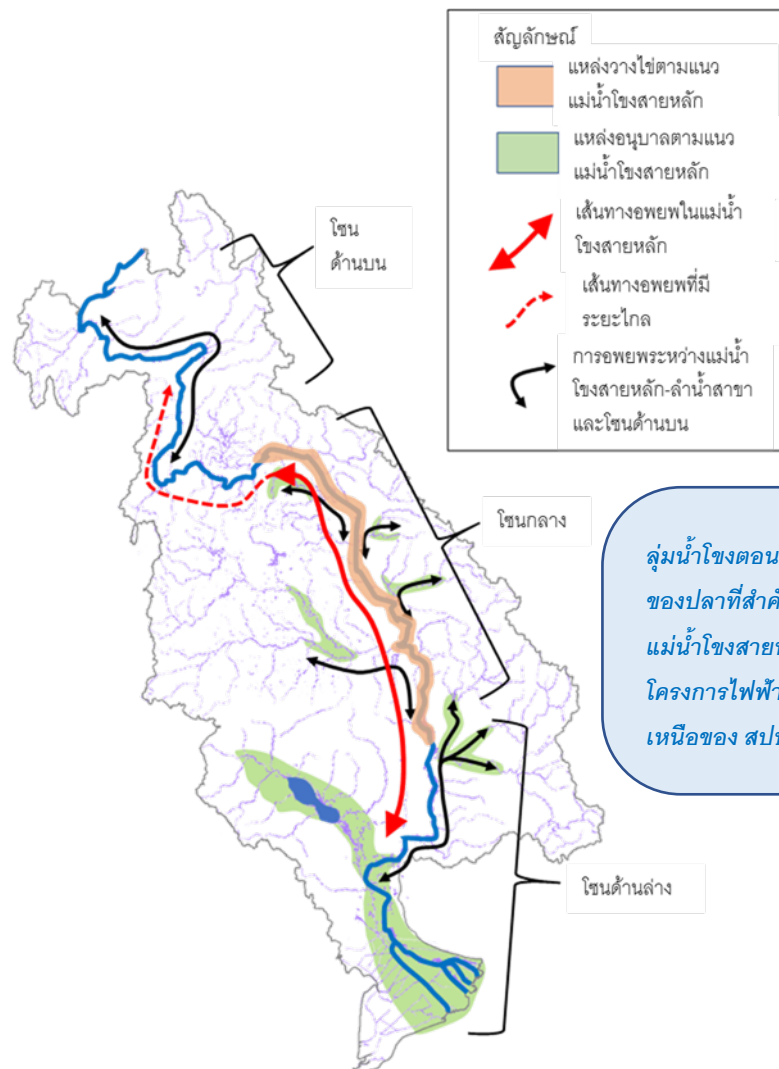 สัญลักษณ์
แหล่งวางไข่ตามแนว
แม่น้ำโขงสายหลัก
แหล่งอนุบาลตามแนว
แม่น้ำโขงสายหลัก
เส้นทางอพยพในแม่น้ำ
โขงสายหลัก
เส้นทางอพยพที่มี
ระยะไกล
การอพยพระหว่างแม่น้ำ
โขงสายหลัก-ลำน้ำสาขา
และโซนด้านบน
โซน
ด้านบน
โซนกลาง
ลุ่มน้ำโขงตอน
ของปลาที่สำคั
แม่น้ำโขงสาย
โครงการไฟฟ้า
เหนือของ สปป
โซนด้านล่าง